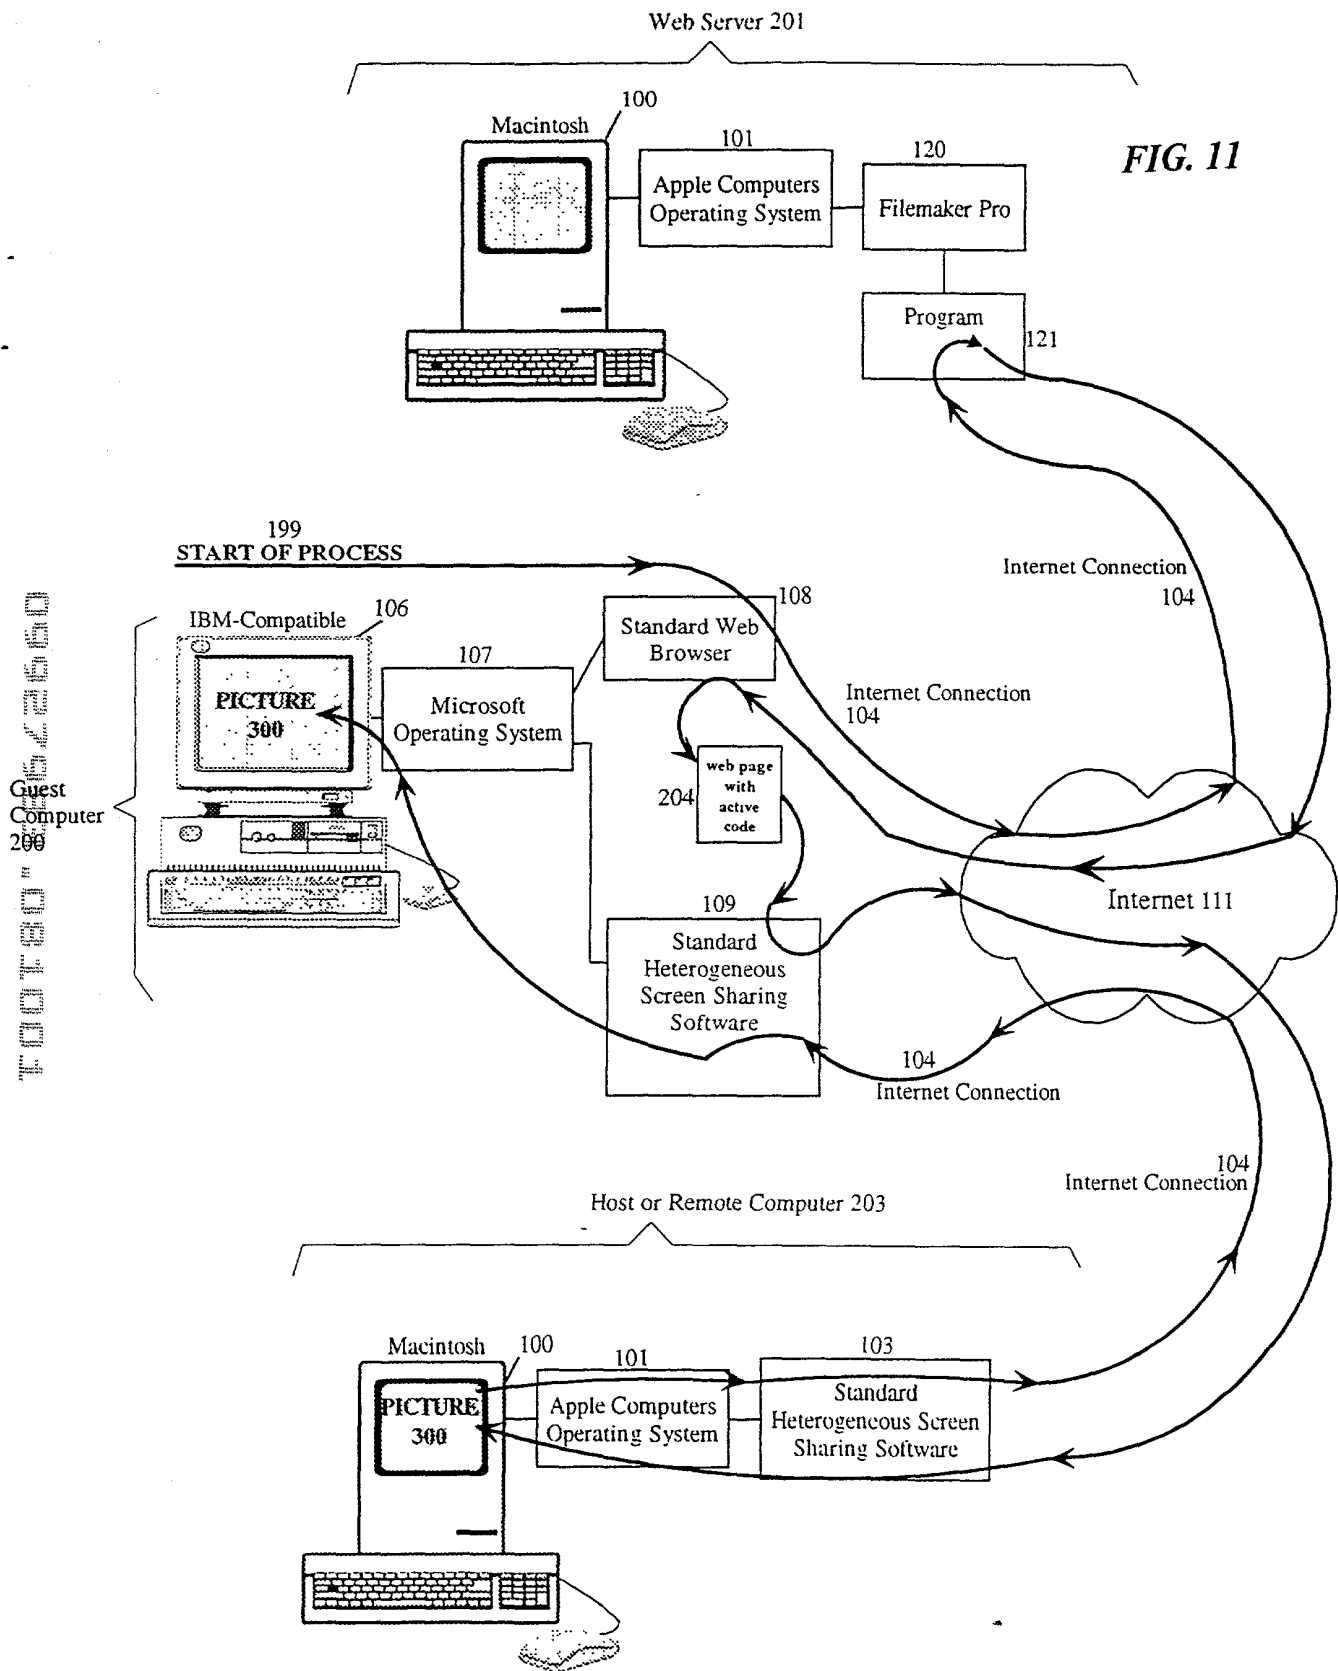 Web Server 201
100
Macintosh
101
120
FIG. 11
Apple Computers
Operating System
Filemaker Pro
Program
121
199
START OF PROCESS
Internet Connection
104
IBM-Compatible
106
108
Standard Web
Browser
107
Microsoft
Operating System
PICTURE
300
Internet Connection
104
web page
with
active
code
204
Guest
Computer
200
Internet 111
109
Standard
Heterogeneous
Screen Sharing
Software
104
Internet Connection
104
Internet Connection
Host or Remote Computer 203
Macintosh
100
101
103
PICTURE
300
Apple Computers
Operating System
Standard
Heterogeneous Screen
Sharing Software